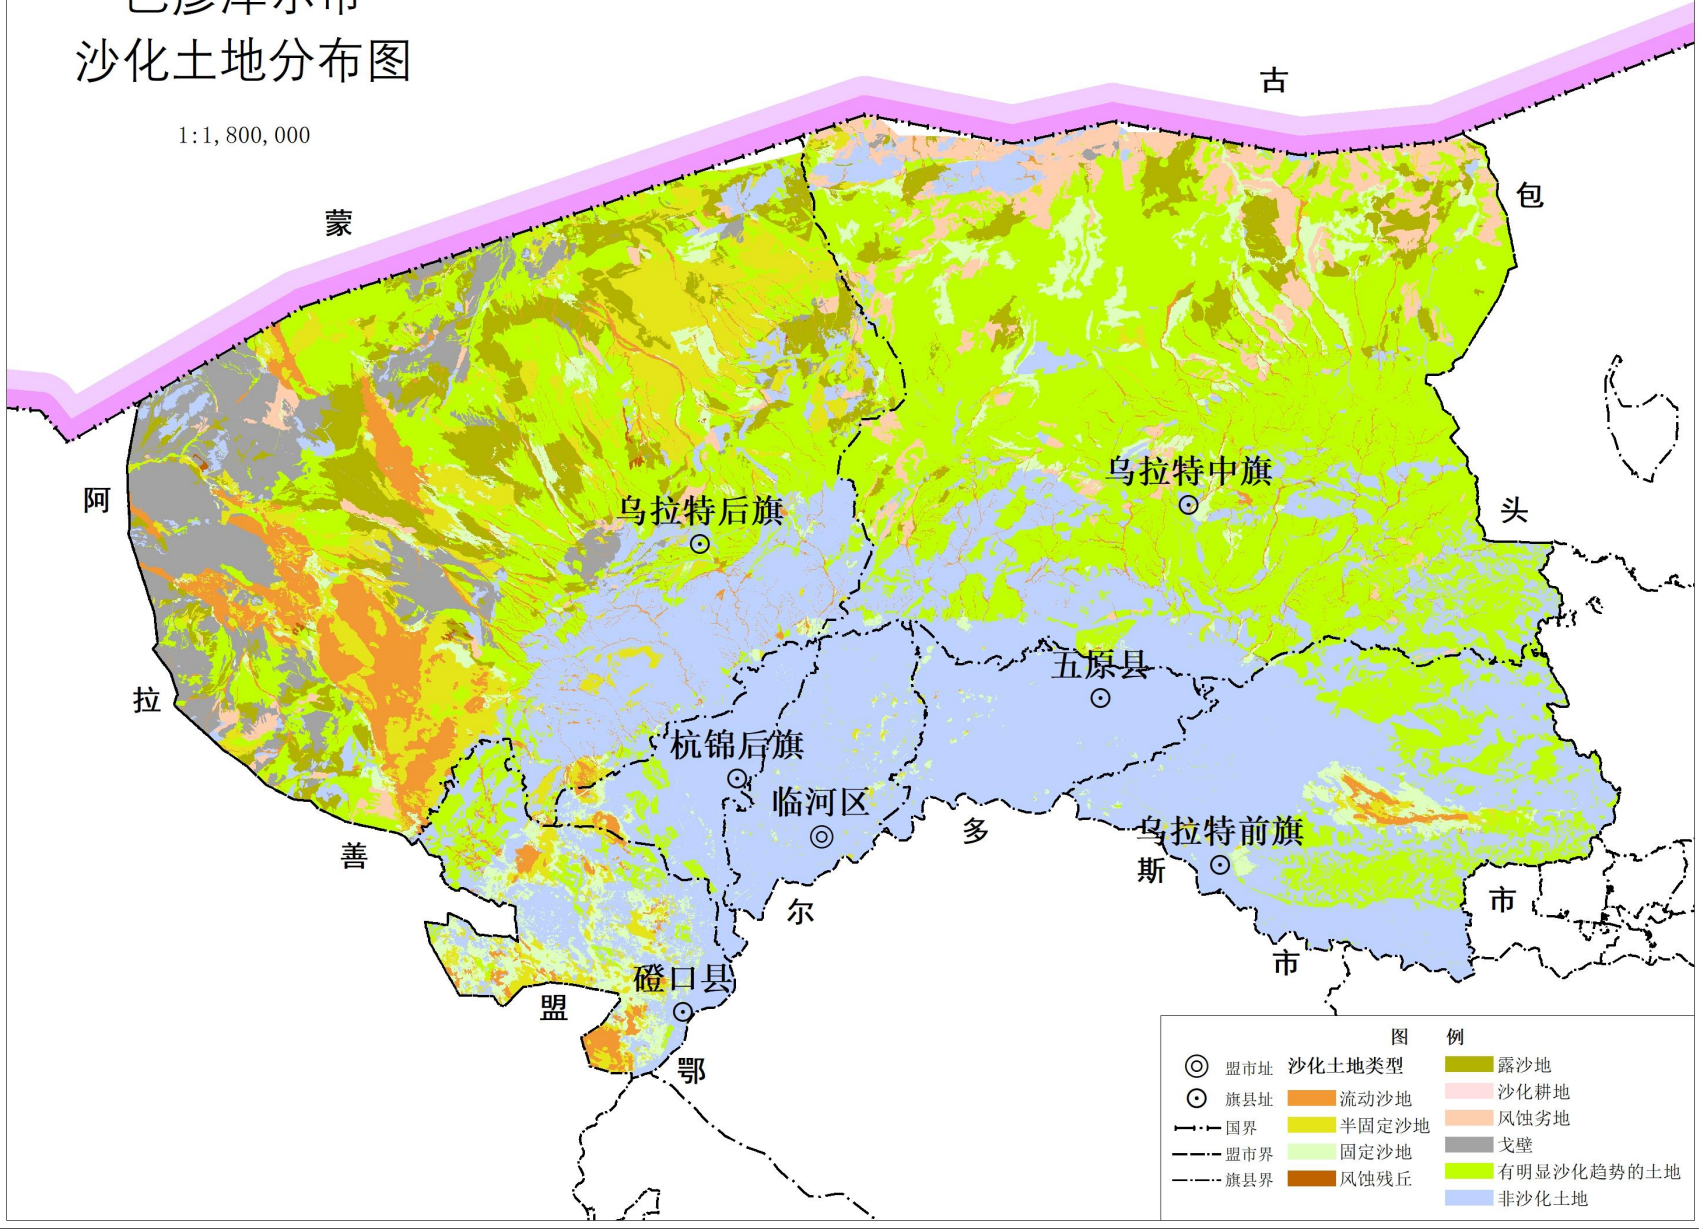 巴彦淖尔市
沙化土地分布图
1:1,800,000
古
蒙
包
阿
头
拉
善
盟
多
斯
尔
市
市
鄂
乌拉特后旗
乌拉特中旗
五原县
杭锦后旗
临河区
乌拉特前旗
磴口县
图 例
盟市址
旗县址
国界
盟市界
旗县界
沙化土地类型
流动沙地
半固定沙地
固定沙地
风蚀残丘
露沙地
沙化耕地
风蚀劣地
戈壁
有明显沙化趋势的土地
非沙化土地